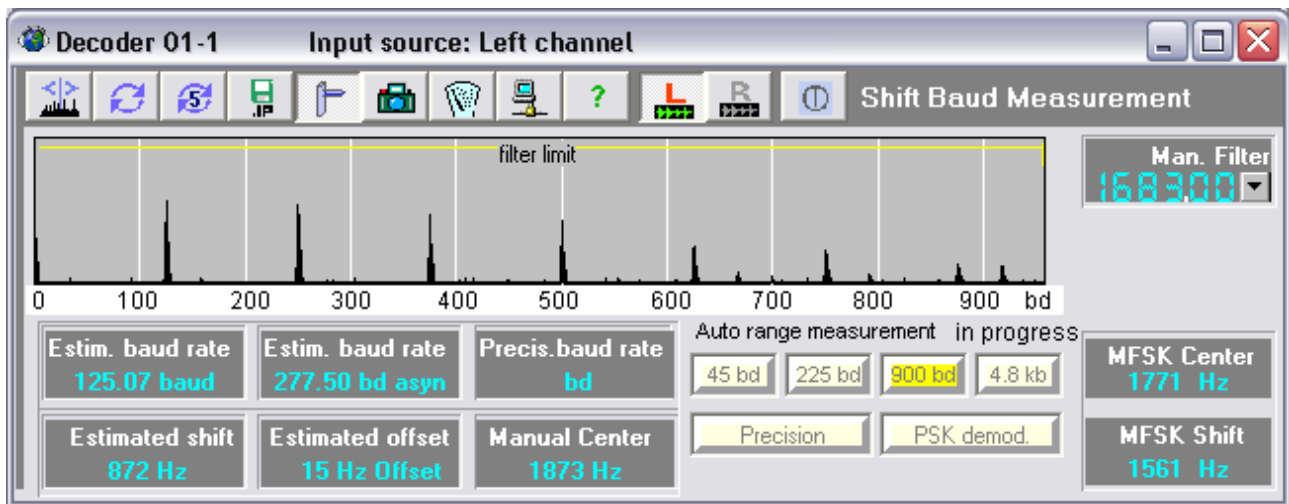 Decoder 01-1 Input source: Left channel
<|> 5 .IP ? L R Shift Baud Measurement
filter limit
Man. Filter
1683.00
0 100 200 300 400 500 600 700 800 900 bd
Auto range measurement in progress
Estim. baud rate
125.07 baud
Estim. baud rate
277.50 bd asyn
Precis.baud rate
bd
45 bd 225 bd 900 bd 4.8 kb
MFSK Center
1771 Hz
Estimated shift
872 Hz
Estimated offset
15 Hz Offset
Manual Center
1873 Hz
Precision PSK demod.
MFSK Shift
1561 Hz